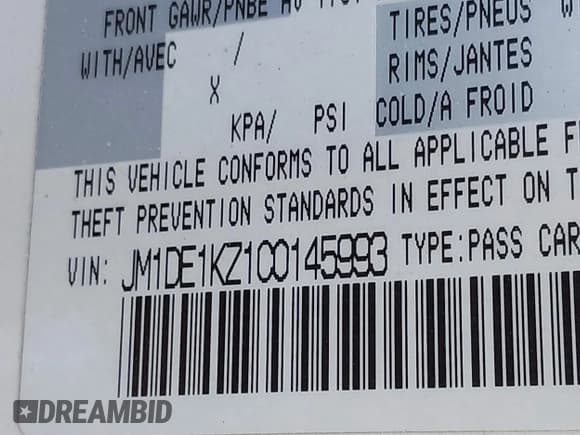 FRONT GAWR/PNBE AV
TIRES/PNEUS
WITH/AVEC /
RIMS/JANTES
X
COLD/A FROID
KPA/ PSI
THIS VEHICLE CONFORMS TO ALL APPLICABLE F
THEFT PREVENTION STANDARDS IN EFFECT ON T
VIN: JM1DE1KZ1C0145993 TYPE:PASS CAR
DREAMBID